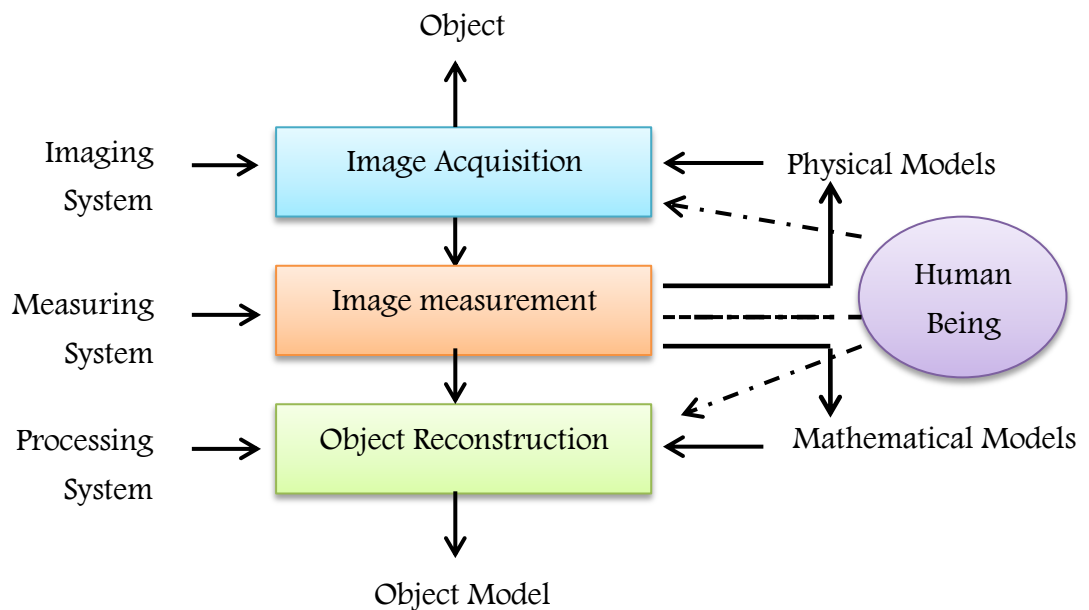 Object
Imaging
System
Image Acquisition
Physical Models
Measuring
System
Image measurement
Human
Being
Processing
System
Object Reconstruction
Mathematical Models
Object Model